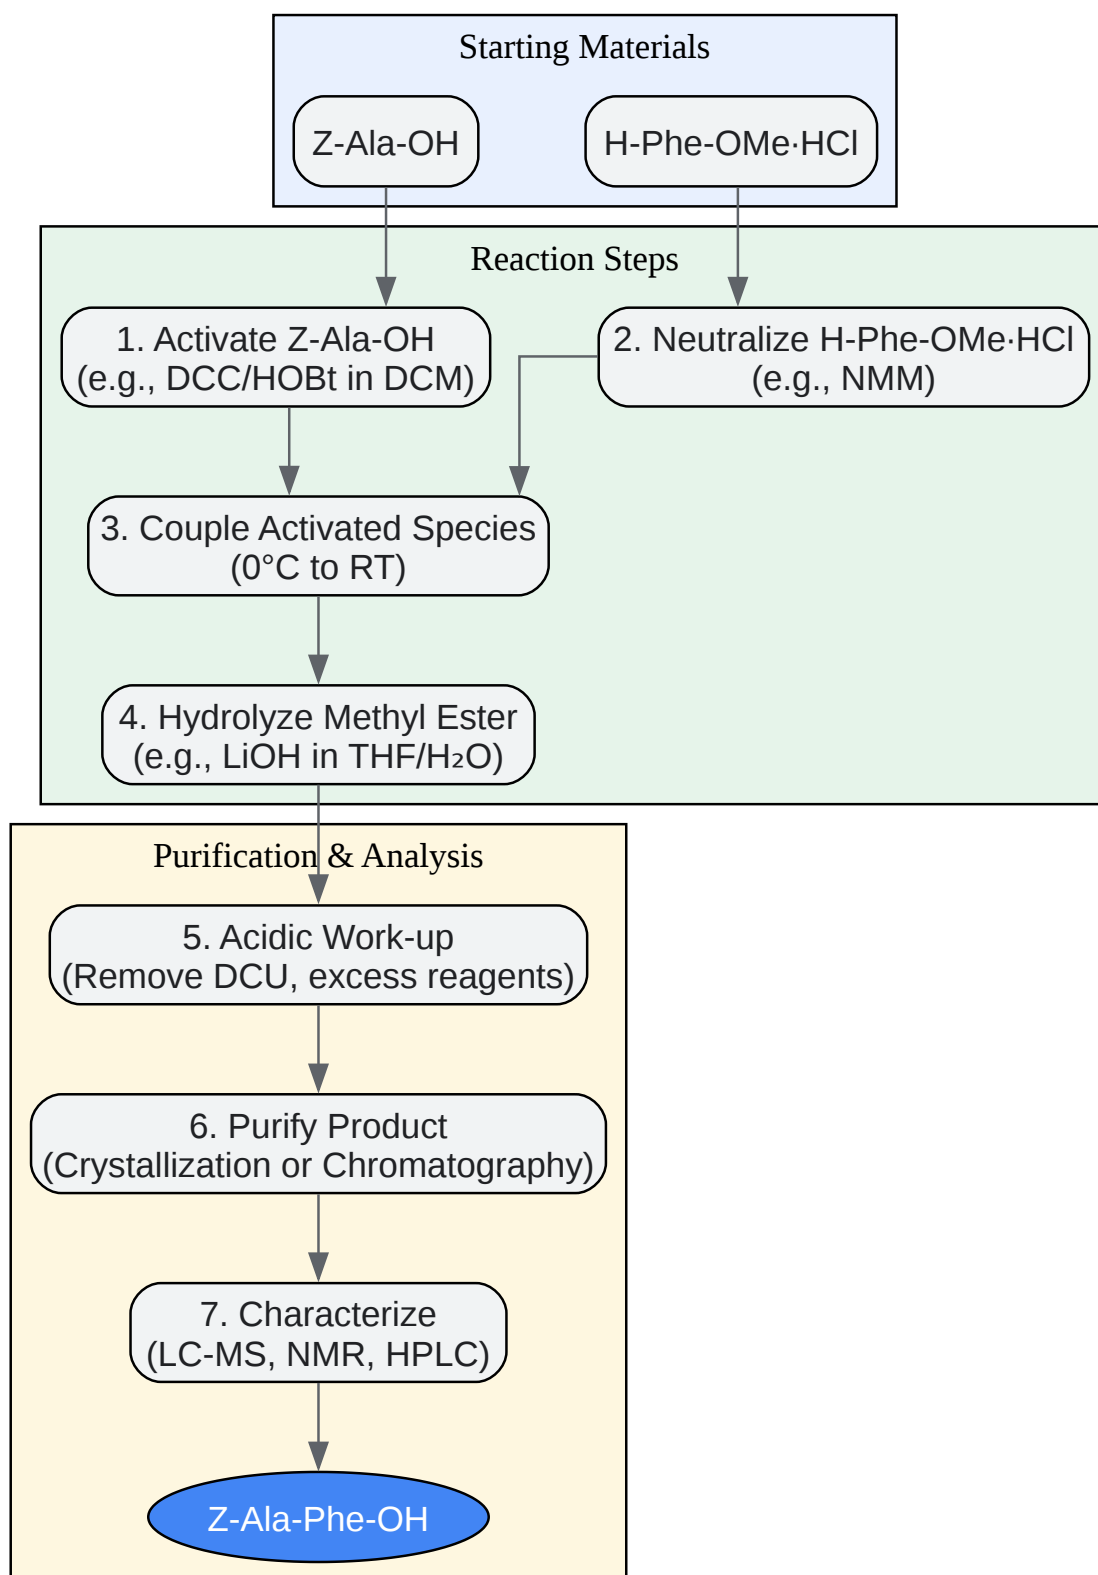 Starting Materials
Z-Ala-OH
H-Phe-OMe·HCl
Reaction Steps
1. Activate Z-Ala-OH
(e.g., DCC/HOBt in DCM)
2. Neutralize H-Phe-OMe·HCl
(e.g., NMM)
3. Couple Activated Species
(0°C to RT)
4. Hydrolyze Methyl Ester
(e.g., LiOH in THF/H₂O)
Purification & Analysis
5. Acidic Work-up
(Remove DCU, excess reagents)
6. Purify Product
(Crystallization or Chromatography)
7. Characterize
(LC-MS, NMR, HPLC)
Z-Ala-Phe-OH